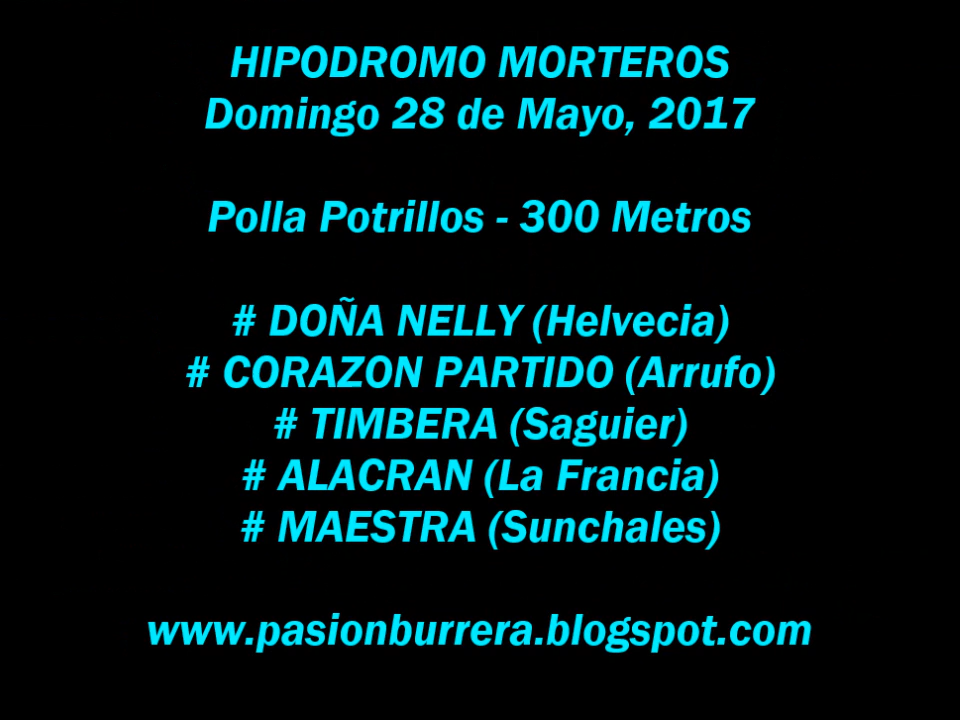 HIPODROMO MORTEROS
Domingo 28 de Mayo, 2017
Polla Potrillos - 300 Metros
# DOÑA NELLY (Helvecia)
# CORAZON PARTIDO (Arrufo)
# TIMBERA (Saguier)
# ALACRAN (La Francia)
# MAESTRA (Sunchales)
www.pasionburrera.blogspot.com